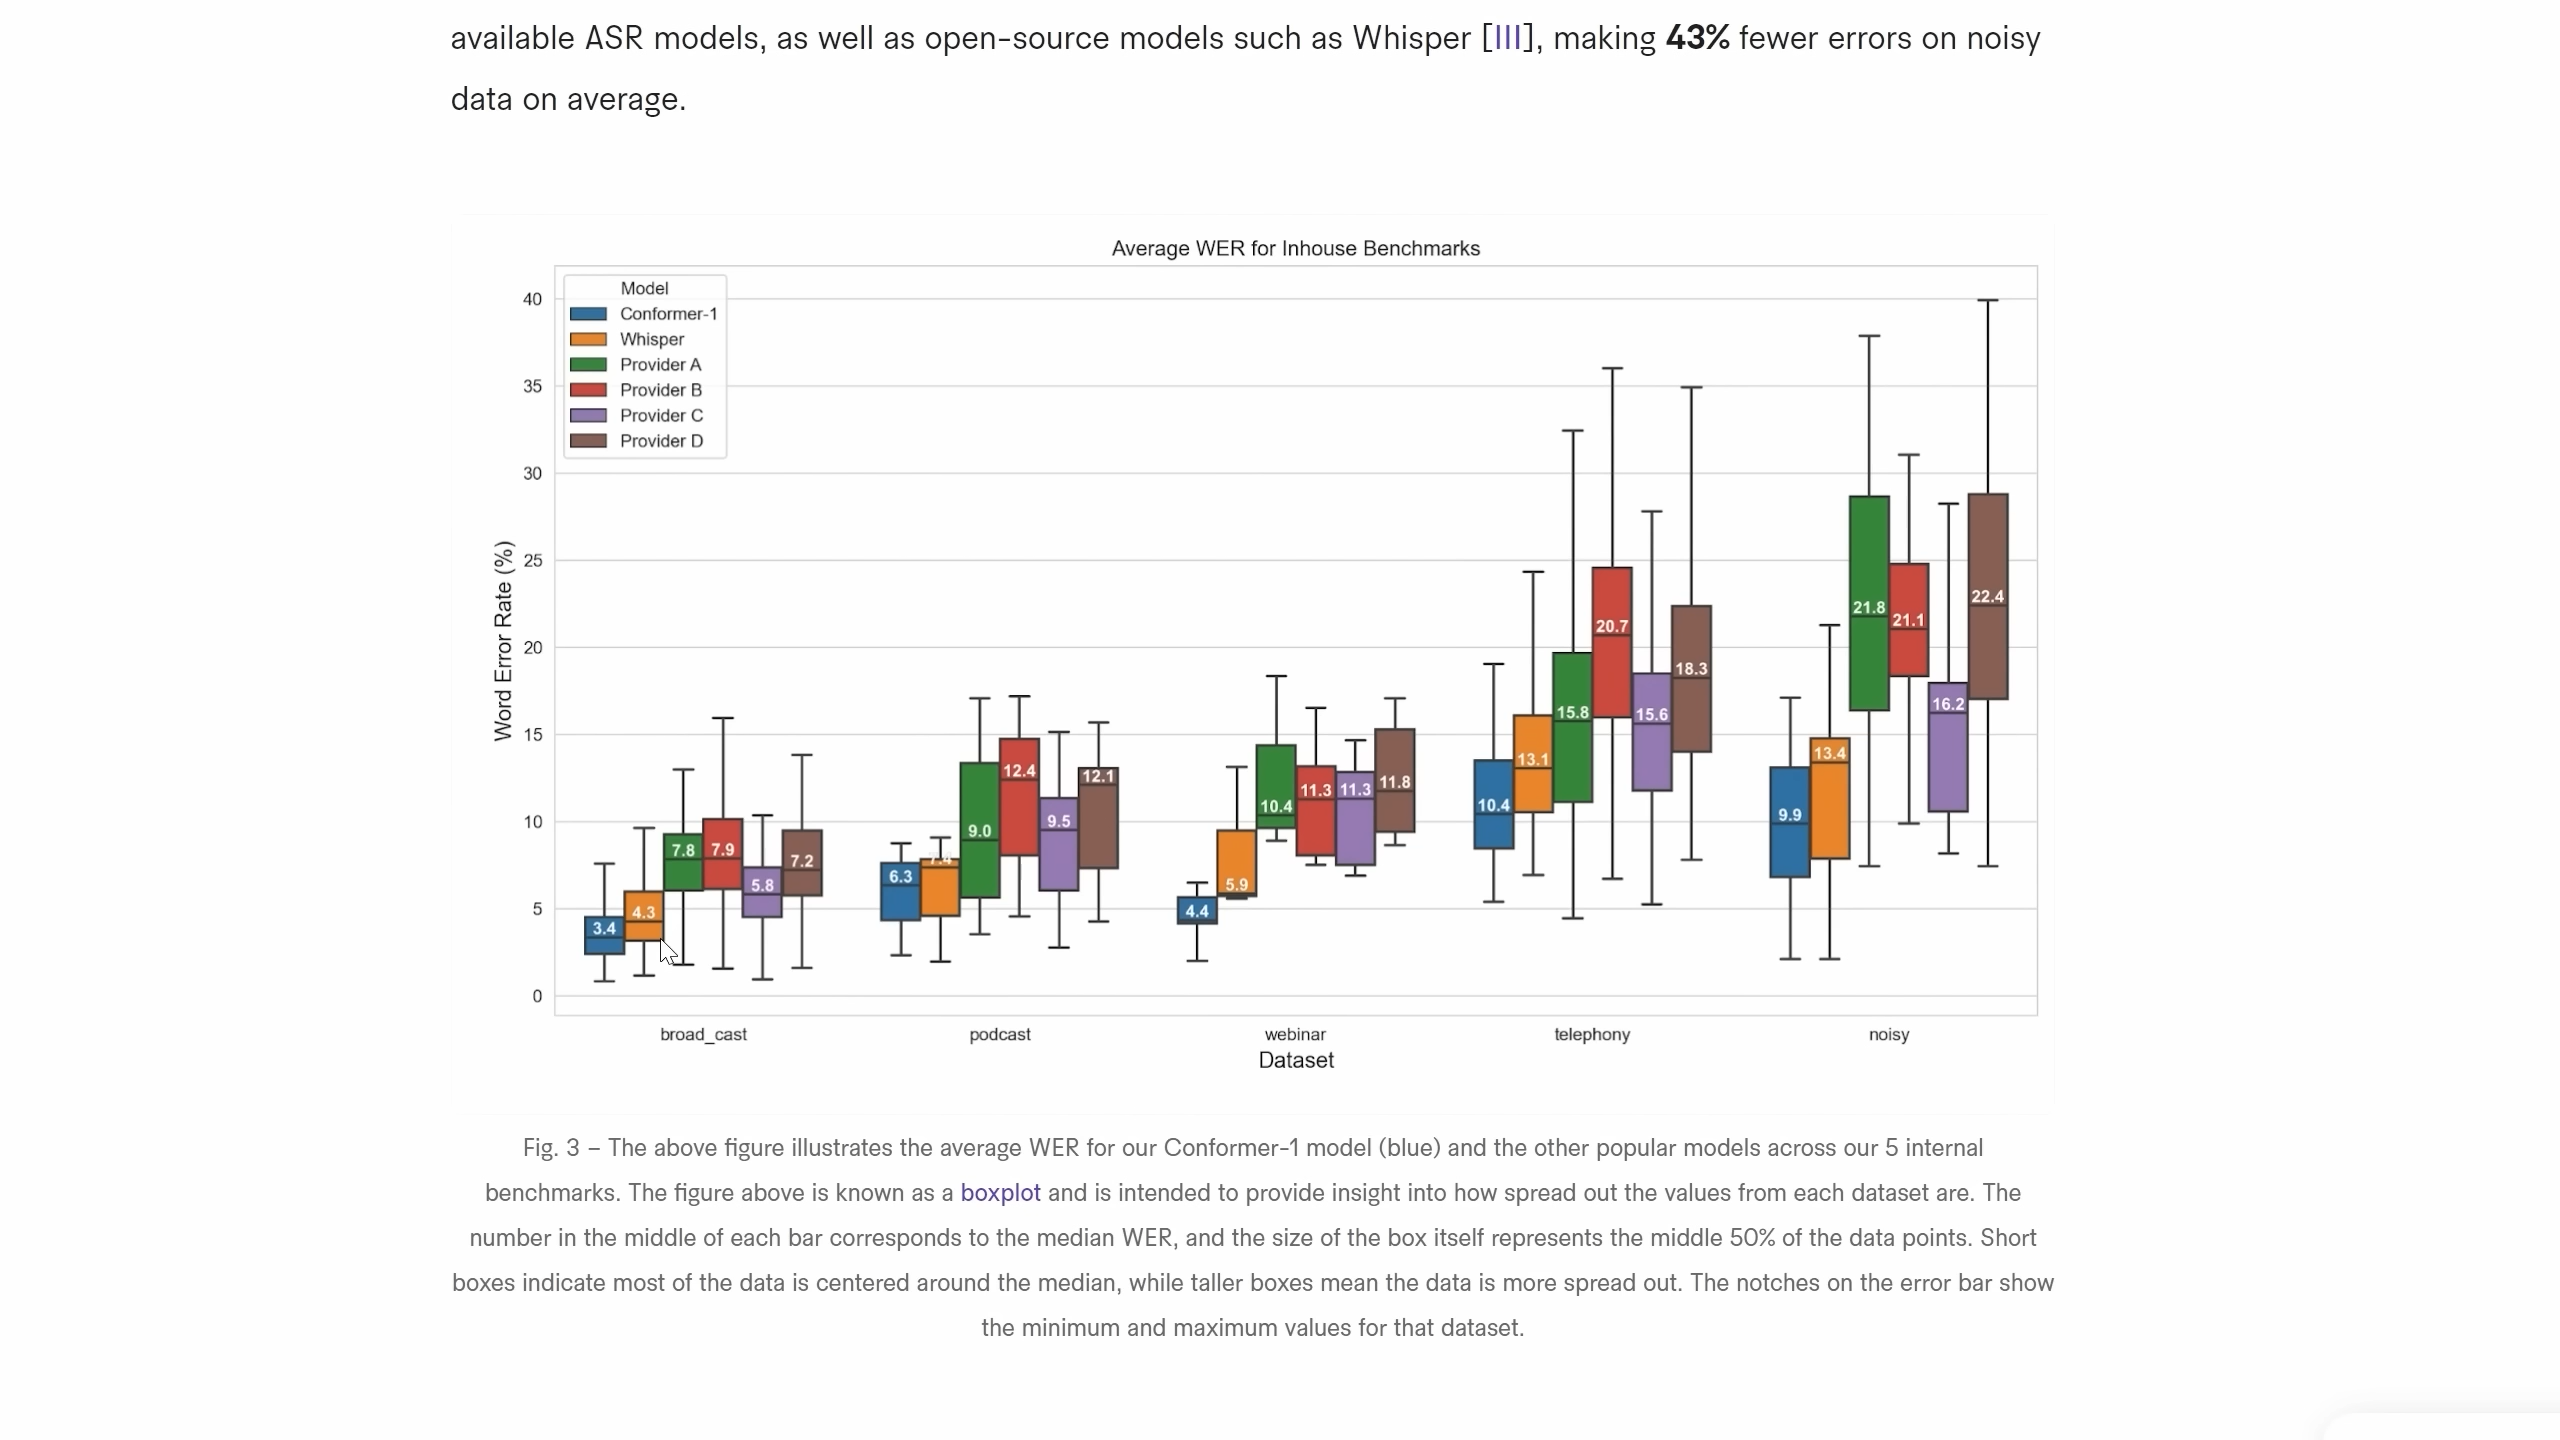 available ASR models, as well as open-source models such as Whisper [III], making 43% fewer errors on noisy
data on average.
Average WER for Inhouse Benchmarks
Model
Conformer-1
Whisper
Provider A
Provider B
Provider C
Provider D
Word Error Rate (%)
40
35
30
25
20
15
10
5
0
3.4
4.3
7.8
7.9
5.8
7.2
6.3
7.4
9.0
12.4
9.5
12.1
4.4
5.9
10.4
11.3
11.3
11.8
10.4
13.1
15.8
20.7
15.6
18.3
9.9
13.4
21.8
21.1
16.2
22.4
broad_cast
podcast
webinar
telephony
noisy
Dataset
Fig. 3 – The above figure illustrates the average WER for our Conformer-1 model (blue) and the other popular models across our 5 internal
benchmarks. The figure above is known as a boxplot and is intended to provide insight into how spread out the values from each dataset are. The
number in the middle of each bar corresponds to the median WER, and the size of the box itself represents the middle 50% of the data points. Short
boxes indicate most of the data is centered around the median, while taller boxes mean the data is more spread out. The notches on the error bar show
the minimum and maximum values for that dataset.